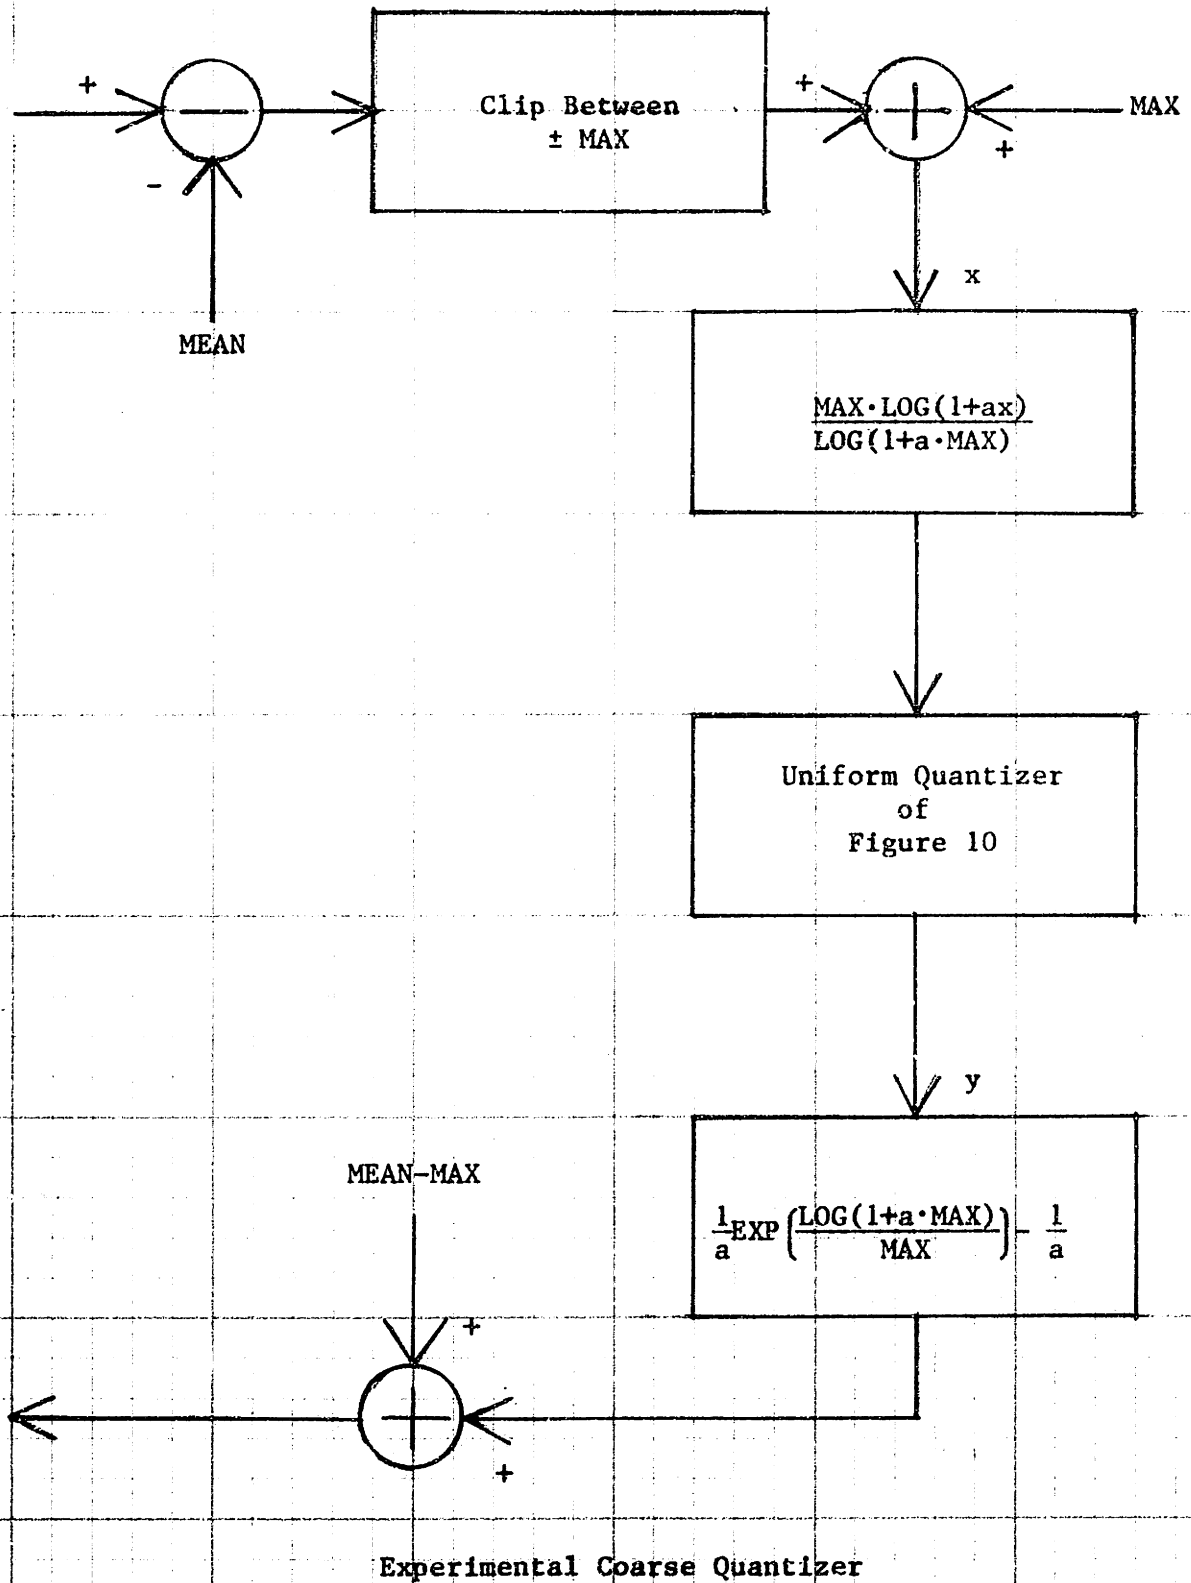 +
Clip Between
± MAX
+
MAX
+
-
MEAN
x
MAX·LOG(1+ax)
LOG(1+a·MAX)
Uniform Quantizer
of
Figure 10
y
MEAN-MAX
1/a EXP(LOG(1+a·MAX)/MAX) - 1/a
+
+
Experimental Coarse Quantizer